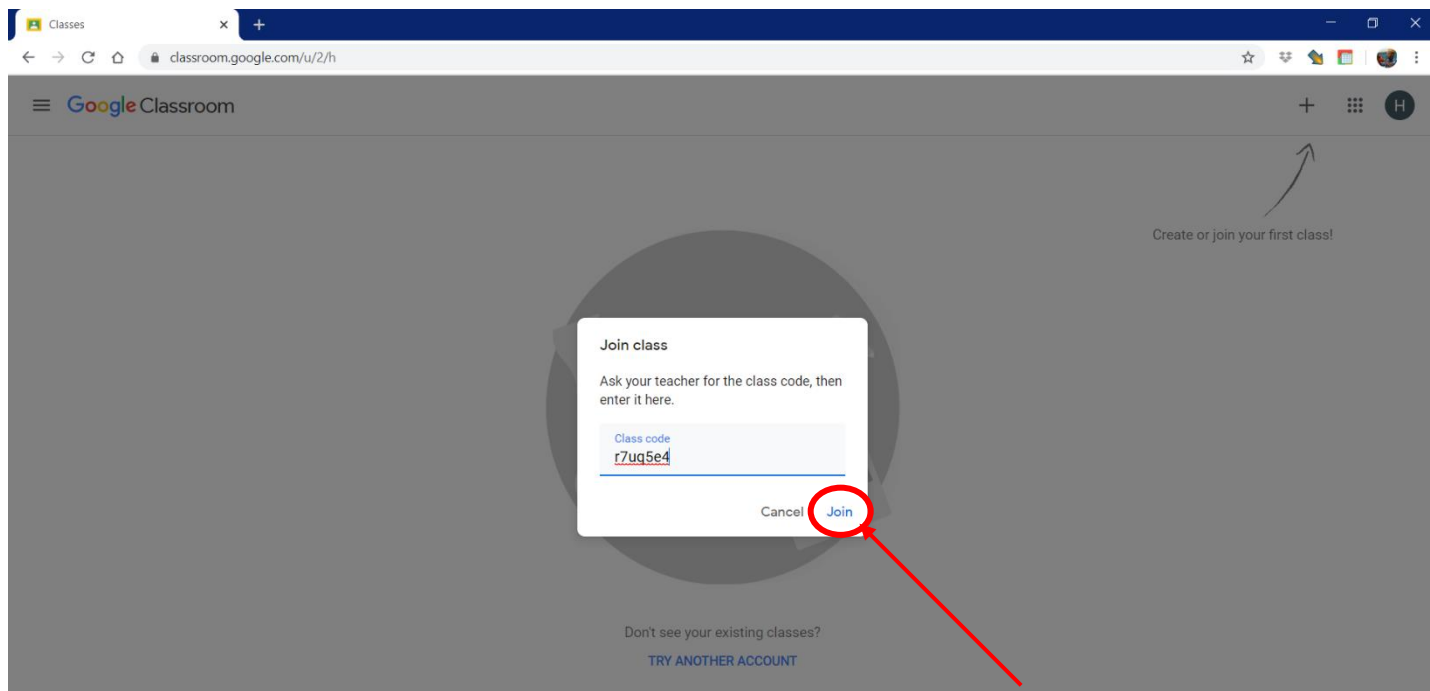 Classes
classroom.google.com/u/2/h
Google Classroom
H
Create or join your first class!
Join class
Ask your teacher for the class code, then
enter it here.
Class code
r7uq5e4
Cancel Join
Don't see your existing classes?
TRY ANOTHER ACCOUNT